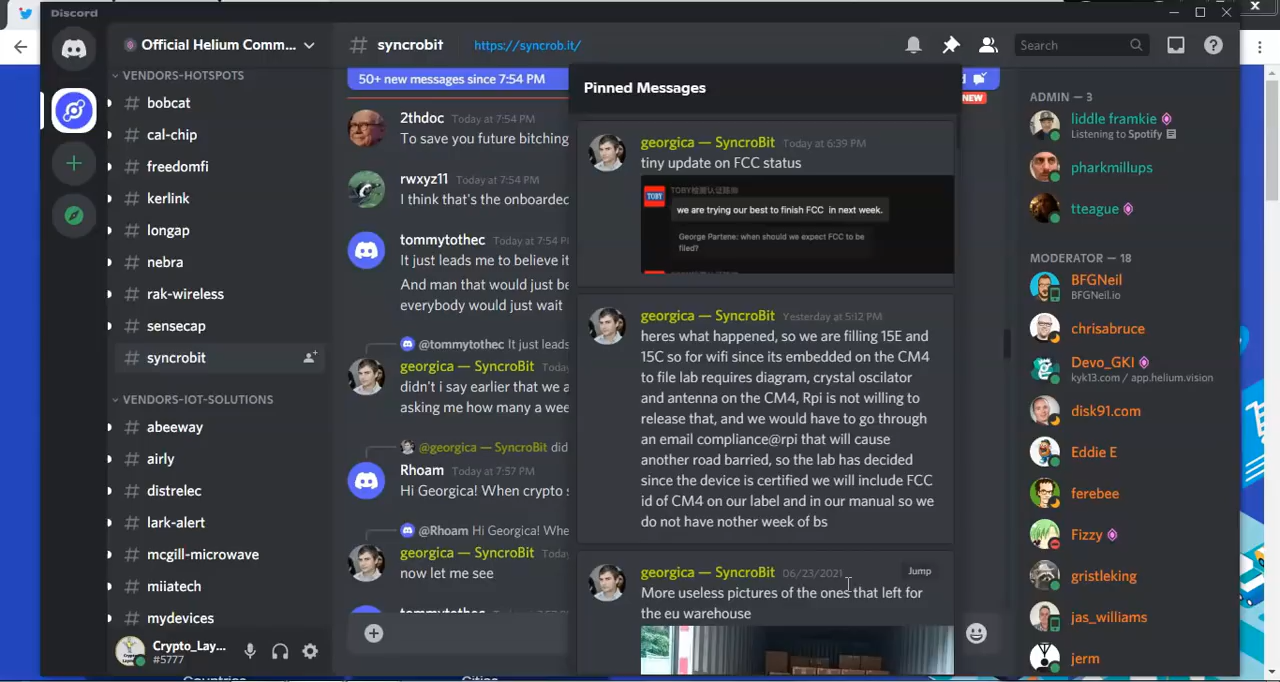 Discord
Official Helium Comm...
VENDORS-HOTSPOTS
# bobcat
# cal-chip
# freedomfi
# kerlink
# longap
# nebra
# rak-wireless
# sensecap
# syncrobit
VENDORS-IOT-SOLUTIONS
# abeeway
# airly
# distrelec
# lark-alert
# mcgill-microwave
# miiatech
# mydevices
Crypto_Lay...
#5777
# syncrobit
https://syncrob.it/
Search
50+ new messages since 7:54 PM
NEW
2thdoc Today at 7:54 PM
To save you future bitching
rwxyz11 Today at 7:54 PM
I think that's the onboarded
tommytothec Today at 7:54 P
It just leads me to believe it
And man that would just be
everybody would just wait
@tommytothec It just leads
georgica — SyncroBit Toda
didn't i say earlier that we a
asking me how many a wee
@georgica — SyncroBit did
Rhoam Today at 7:57 PM
Hi Georgica! When crypto s
@Rhoam Hi Georgica! Whe
georgica — SyncroBit Toda
now let me see
tommytothec Today at
Pinned Messages
georgica — SyncroBit Today at 6:39 PM
tiny update on FCC status
TOBY
we are trying our best to finish FCC in next week.
George Partene: when should we expect FCC to be
filed?
georgica — SyncroBit Yesterday at 5:12 PM
heres what happened, so we are filling 15E and
15C so for wifi since its embedded on the CM4
to file lab requires diagram, crystal oscilator
and antenna on the CM4, Rpi is not willing to
release that, and we would have to go through
an email compliance@rpi that will cause
another road barried, so the lab has decided
since the device is certified we will include FCC
id of CM4 on our label and in our manual so we
do not have nother week of bs
georgica — SyncroBit 06/23/2021
Jump
More useless pictures of the ones that left for
the eu warehouse
ADMIN — 3
liddle framkie
Listening to Spotify
pharkmillups
tteague
MODERATOR — 18
BFGNeil
BFGNeil.io
chrisabruce
Devo_GKI
kyk13.com / app.helium.vision
disk91.com
Eddie E
ferebee
Fizzy
gristleking
jas_williams
jerm